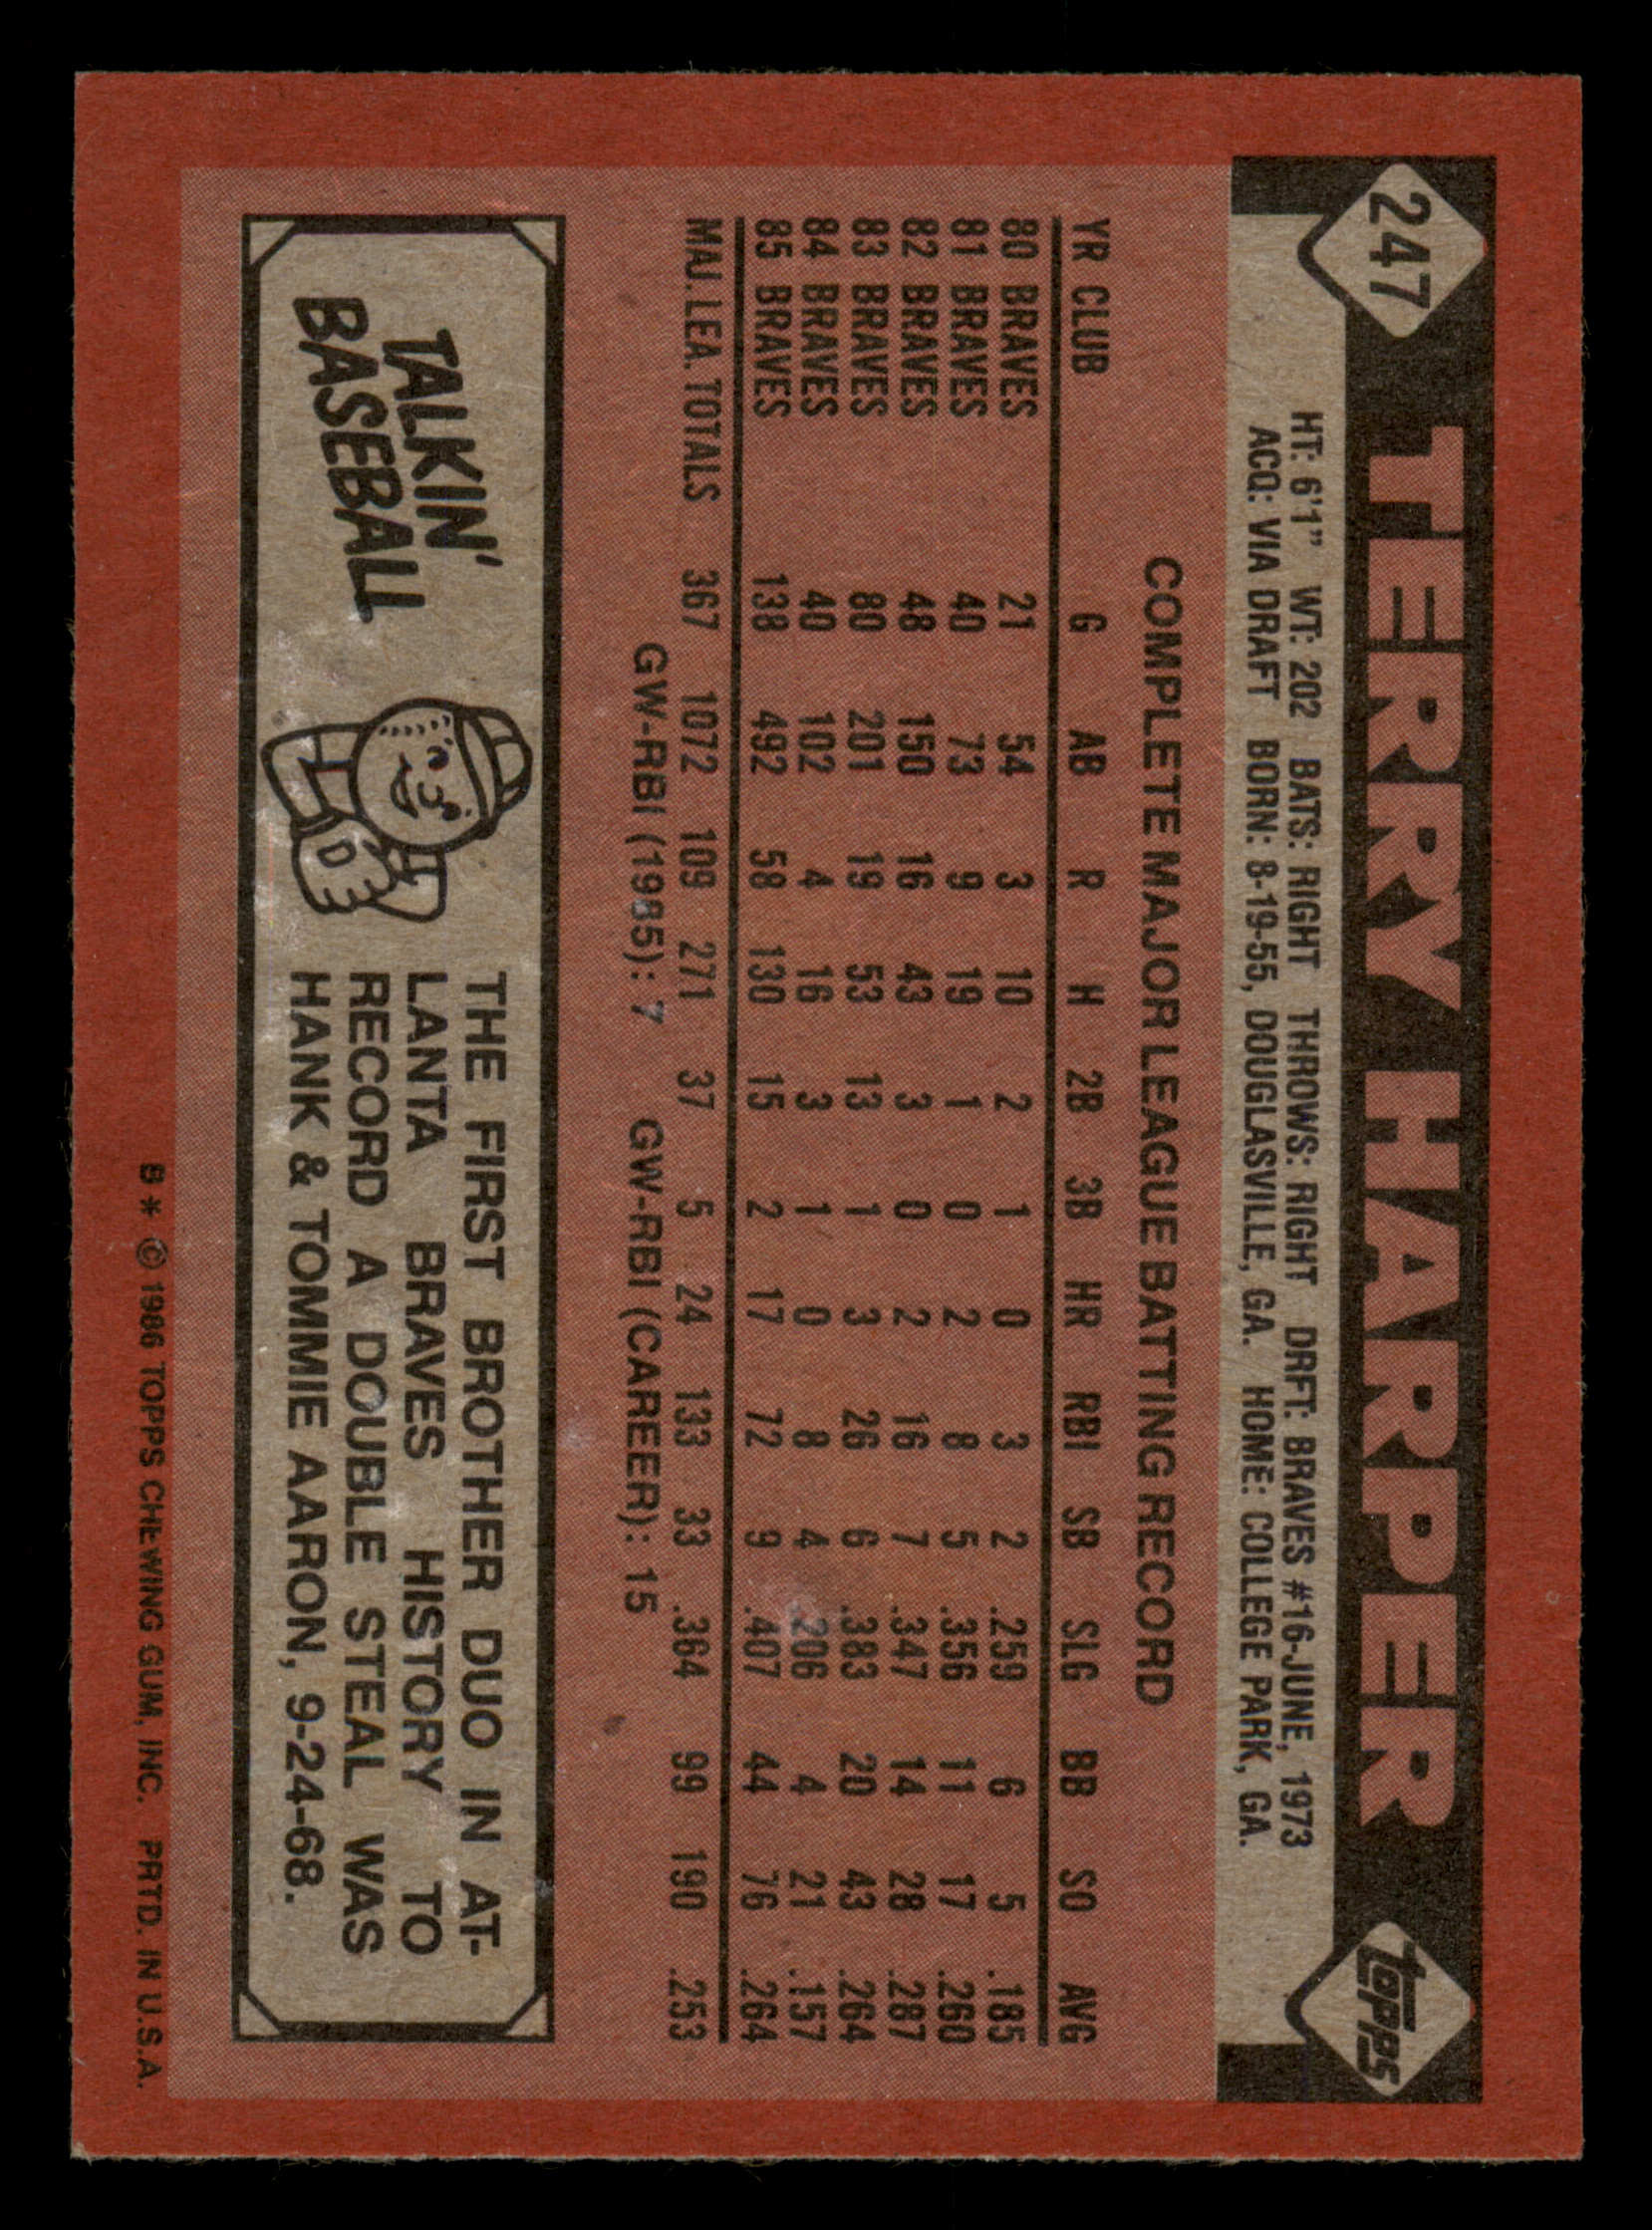 247 TERRY HARPER topps
HT: 6'1" WT: 202 BATS: RIGHT THROWS: RIGHT DRFT: BRAVES #16-JUNE, 1973
ACQ: VIA DRAFT BORN: 8-19-55, DOUGLASVILLE, GA. HOME: COLLEGE PARK, GA.
COMPLETE MAJOR LEAGUE BATTING RECORD
YR CLUB G AB R H 2B 3B HR RBI SB SLG BB SO AVG
80 BRAVES 21 54 3 10 2 1 0 3 2 .259 6 5 .185
81 BRAVES 40 73 9 19 1 0 2 8 5 .356 11 17 .260
82 BRAVES 48 150 16 43 3 0 2 16 7 .347 14 28 .287
83 BRAVES 80 201 19 53 13 1 3 26 6 .383 20 43 .264
84 BRAVES 40 102 4 16 3 1 0 8 4 .206 4 21 .157
85 BRAVES 138 492 58 130 15 2 17 72 9 .407 44 76 .264
MAJ. LEA. TOTALS 367 1072 109 271 37 5 24 133 33 .364 99 190 .253
GW-RBI (1985): 7 GW-RBI (CAREER): 15
TALKIN'
BASEBALL
THE FIRST BROTHER DUO IN AT-
LANTA BRAVES HISTORY TO
RECORD A DOUBLE STEAL WAS
HANK & TOMMIE AARON, 9-24-68.
B * © 1986 TOPPS CHEWING GUM, INC. PRTD. IN U.S.A.